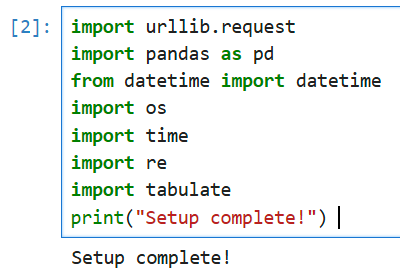 [2]: import urllib.request
import pandas as pd
from datetime import datetime
import os
import time
import re
import tabulate
print("Setup complete!")
Setup complete!